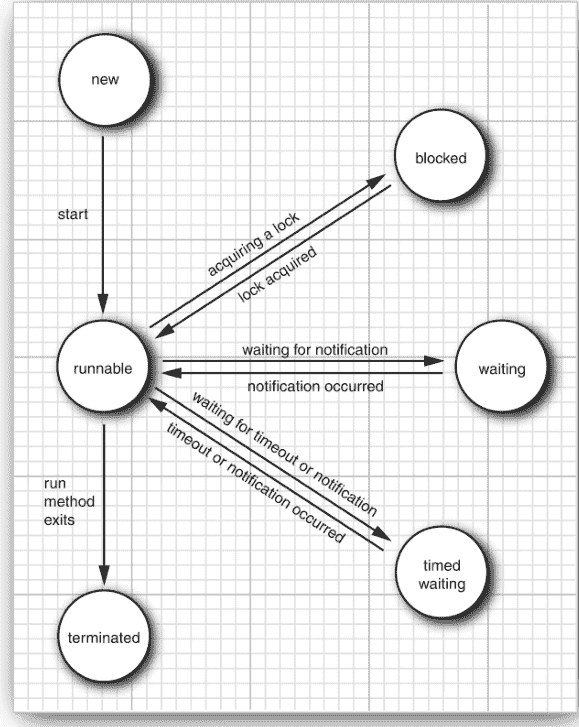 new
blocked
start
acquiring a lock
lock acquired
runnable
waiting for notification
notification occurred
waiting
waiting for timeout or notification
timeout or notification occurred
run
method
exits
timed
waiting
terminated